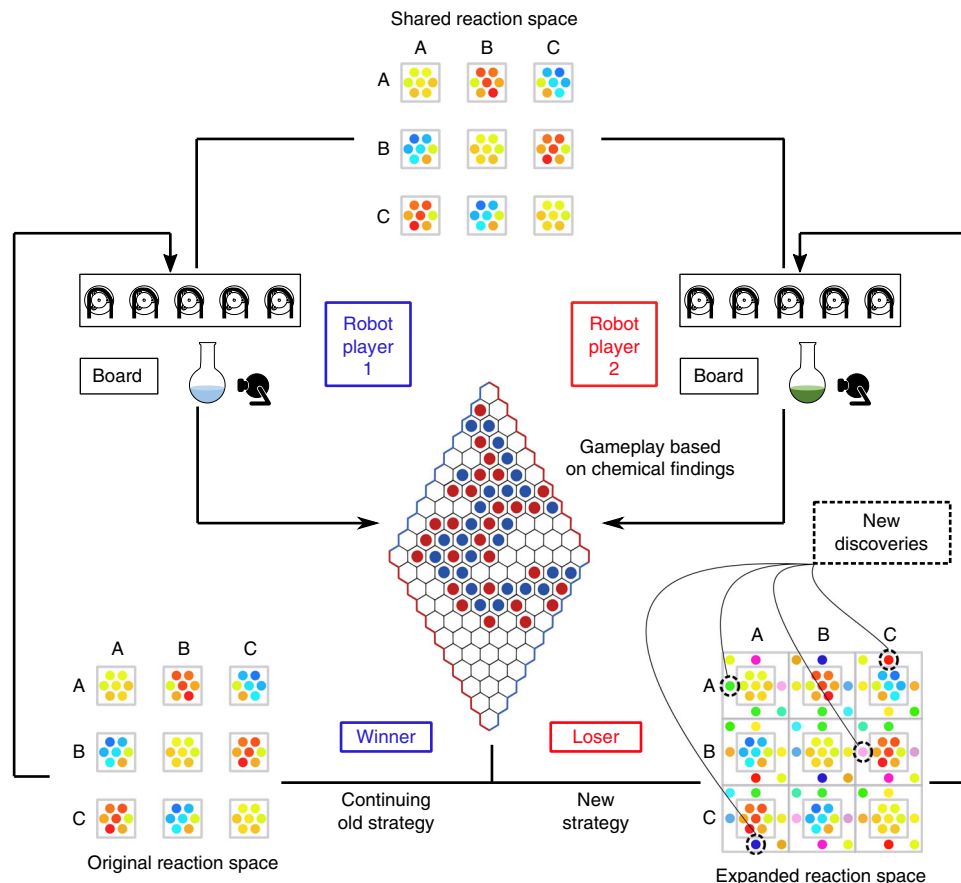 Shared reaction space
A B C
A
B
C
Robot
player
1
Robot
player
2
Board
Board
Gameplay based
on chemical findings
New
discoveries
A B C
A
B
C
A B C
A
B
C
Winner
Loser
Continuing
old strategy
New
strategy
Original reaction space
Expanded reaction space